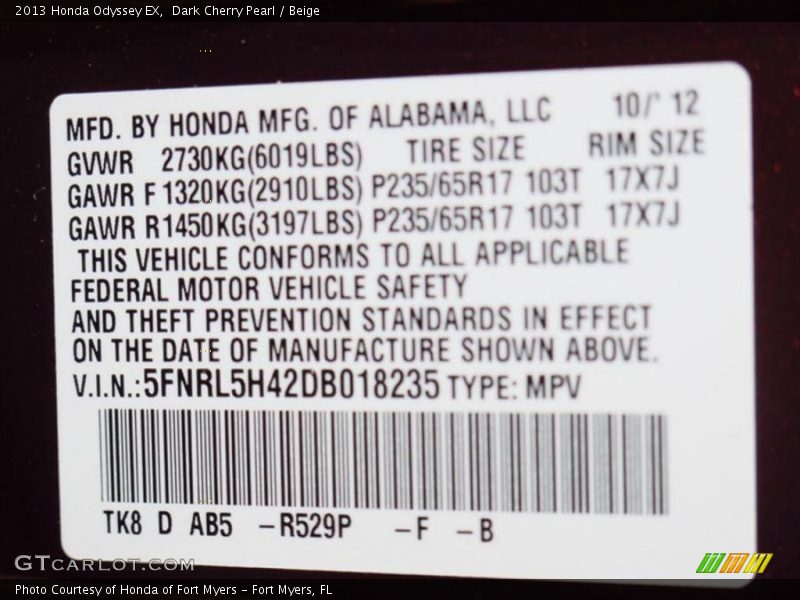 2013 Honda Odyssey EX,  Dark Cherry Pearl / Beige
MFD. BY HONDA MFG. OF ALABAMA, LLC 10/' 12
GVWR 2730KG(6019LBS) TIRE SIZE RIM SIZE
GAWR F 1320KG(2910LBS) P235/65R17 103T 17X7J
GAWR R1450KG(3197LBS) P235/65R17 103T 17X7J
THIS VEHICLE CONFORMS TO ALL APPLICABLE
FEDERAL MOTOR VEHICLE SAFETY
AND THEFT PREVENTION STANDARDS IN EFFECT
ON THE DATE OF MANUFACTURE SHOWN ABOVE.
V.I.N.:5FNRL5H42DB018235 TYPE: MPV
TK8 D AB5 -R529P -F -B
GTCARLOT.COM
Photo Courtesy of Honda of Fort Myers - Fort Myers, FL